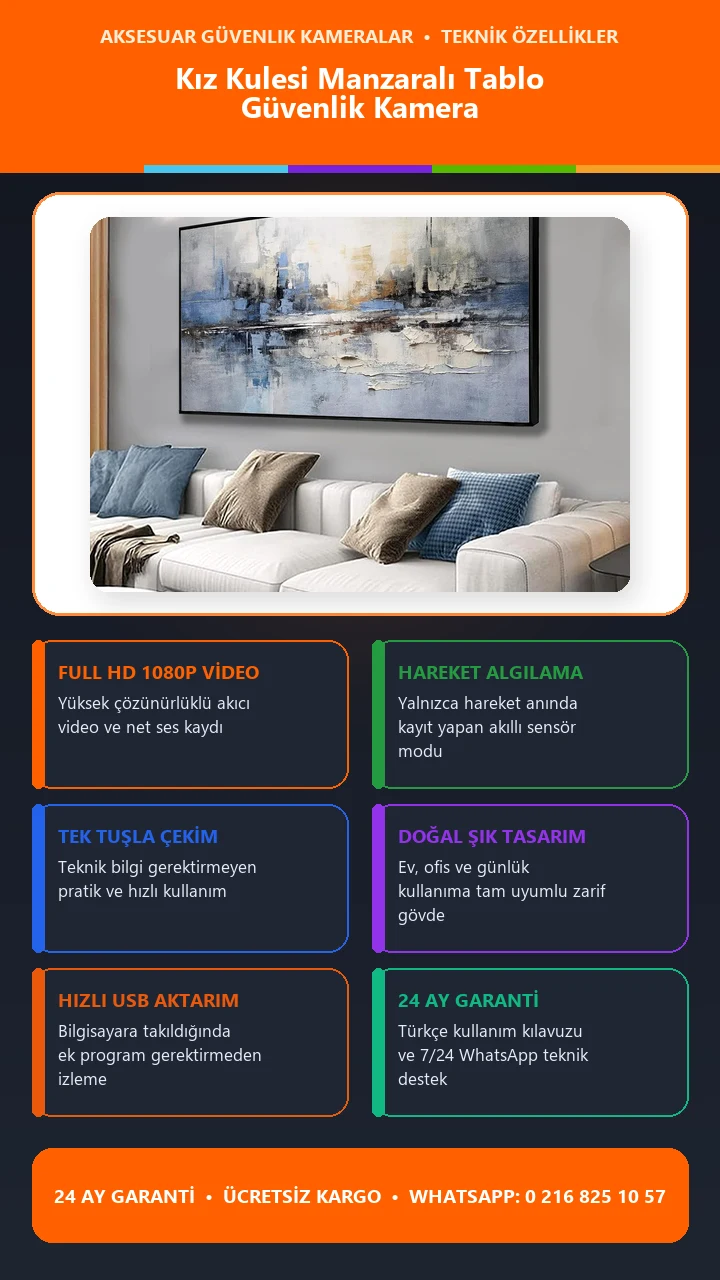 AKSESUAR GÜVENLIK KAMERALAR • TEKNİK ÖZELLİKLER
Kız Kulesi Manzaralı Tablo
Güvenlik Kamera
FULL HD 1080P VİDEO
Yüksek çözünürlüklü akıcı
video ve net ses kaydı
HAREKET ALGILAMA
Yalnızca hareket anında
kayıt yapan akıllı sensör
modu
TEK TUŞLA ÇEKİM
Teknik bilgi gerektirmeyen
pratik ve hızlı kullanım
DOĞAL ŞIK TASARIM
Ev, ofis ve günlük
kullanıma tam uyumlu zarif
gövde
HIZLI USB AKTARIM
Bilgisayara takıldığında
ek program gerektirmeden
izleme
24 AY GARANTİ
Türkçe kullanım kılavuzu
ve 7/24 WhatsApp teknik
destek
24 AY GARANTİ • ÜCRETSİZ KARGO • WHATSAPP: 0 216 825 10 57